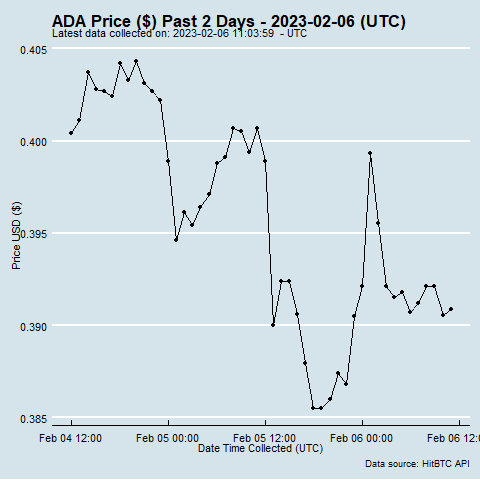 ADA Price ($) Past 2 Days - 2023-02-06 (UTC)
Latest data collected on: 2023-02-06 11:03:59 - UTC
0.405
0.400
0.395
0.390
0.385
Price USD ($)
Feb 04 12:00 Feb 05 00:00 Feb 05 12:00 Feb 06 00:00 Feb 06 12:0
Date Time Collected (UTC)
Data source: HitBTC API